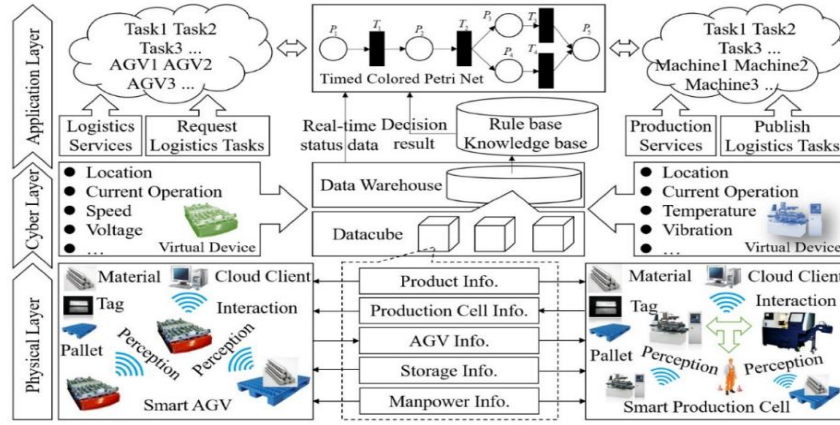 Application Layer
Task1 Task2
Task3 ...
AGV1 AGV2
AGV3 ...
Logistics
Services
Request
Logistics Tasks
P1 T1 P2 T2 P3 T3 P5
P4 T4
Timed Colored Petri Net
Real-time
status data
Decision
result
Rule base
Knowledge base
Task1 Task2
Task3 ...
Machine1 Machine2
Machine3 ...
Production
Services
Publish
Logistics Tasks
Cyber Layer
Location
Current Operation
Speed
Voltage
...
Virtual Device
Data Warehouse
Datacube
Location
Current Operation
Temperature
Vibration
...
Virtual Device
Physical Layer
Material
Cloud Client
Tag
Interaction
Pallet
Perception
Perception
Smart AGV
Product Info.
Production Cell Info.
AGV Info.
Storage Info.
Manpower Info.
Material
Cloud Client
Tag
Interaction
Pallet
Perception
Perception
Smart Production Cell